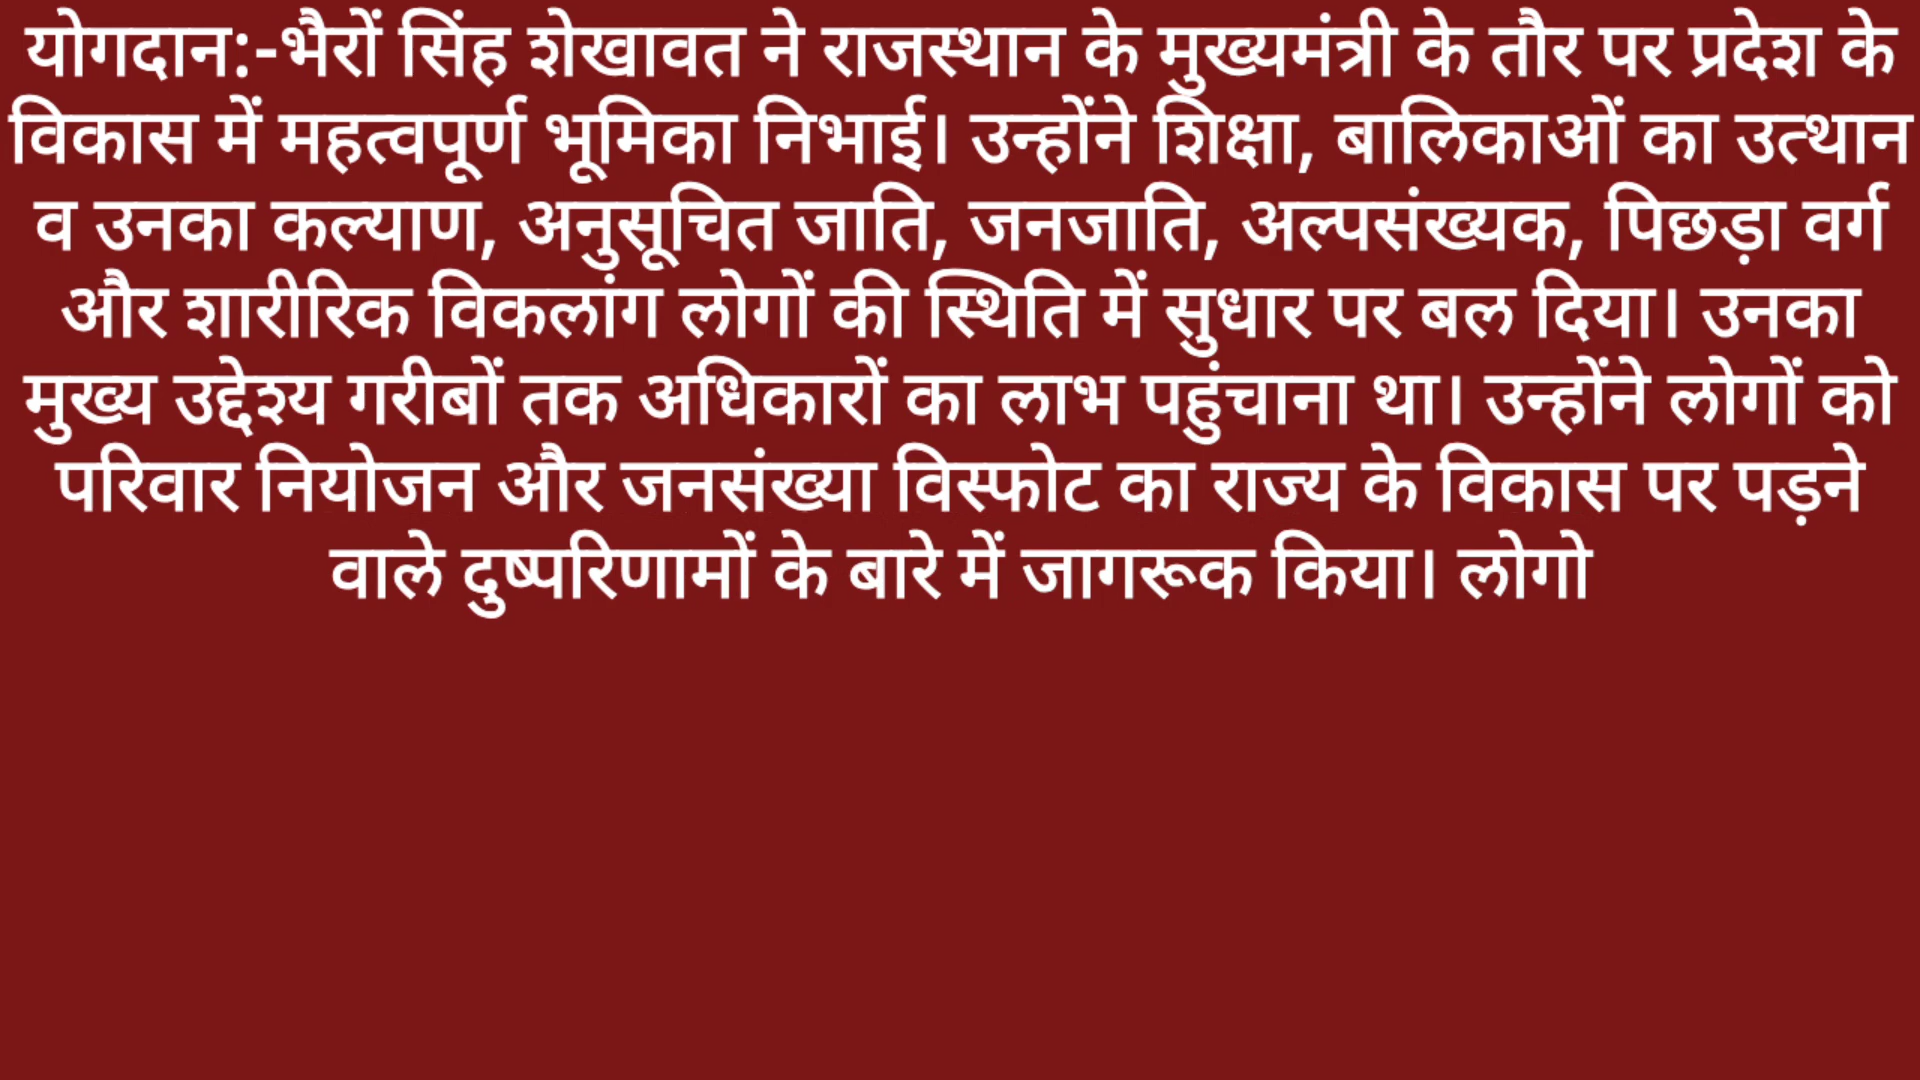 योगदान:-भैरों सिंह शेखावत ने राजस्थान के मुख्यमंत्री के तौर पर प्रदेश के
विकास में महत्वपूर्ण भूमिका निभाई। उन्होंने शिक्षा, बालिकाओं का उत्थान
व उनका कल्याण, अनुसूचित जाति, जनजाति, अल्पसंख्यक, पिछड़ा वर्ग
और शारीरिक विकलांग लोगों की स्थिति में सुधार पर बल दिया। उनका
मुख्य उद्देश्य गरीबों तक अधिकारों का लाभ पहुंचाना था। उन्होंने लोगों को
परिवार नियोजन और जनसंख्या विस्फोट का राज्य के विकास पर पड़ने
वाले दुष्परिणामों के बारे में जागरूक किया। लोगो